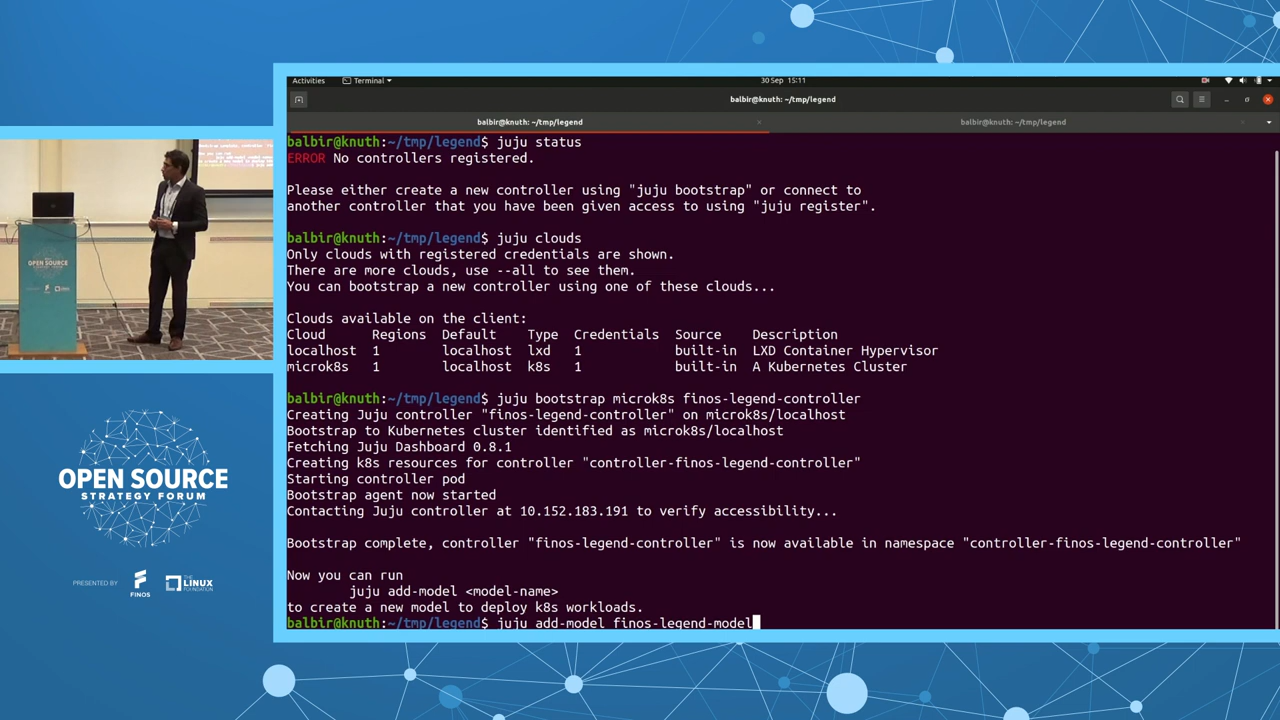 Activities
Terminal
30 Sep 15:11
balbir@knuth: ~/tmp/legend
balbir@knuth: ~/tmp/legend
balbir@knuth: ~/tmp/legend
balbir@knuth:~/tmp/legend$ juju status
ERROR No controllers registered.
Please either create a new controller using "juju bootstrap" or connect to
another controller that you have been given access to using "juju register".
balbir@knuth:~/tmp/legend$ juju clouds
Only clouds with registered credentials are shown.
There are more clouds, use --all to see them.
You can bootstrap a new controller using one of these clouds...
Clouds available on the client:
Cloud Regions Default Type Credentials Source Description
localhost 1 localhost lxd 1 built-in LXD Container Hypervisor
microk8s 1 localhost k8s 1 built-in A Kubernetes Cluster
balbir@knuth:~/tmp/legend$ juju bootstrap microk8s finos-legend-controller
Creating Juju controller "finos-legend-controller" on microk8s/localhost
Bootstrap to Kubernetes cluster identified as microk8s/localhost
Fetching Juju Dashboard 0.8.1
Creating k8s resources for controller "controller-finos-legend-controller"
Starting controller pod
Bootstrap agent now started
Contacting Juju controller at 10.152.183.191 to verify accessibility...
Bootstrap complete, controller "finos-legend-controller" is now available in namespace "controller-finos-legend-controller"
Now you can run
juju add-model <model-name>
to create a new model to deploy k8s workloads.
balbir@knuth:~/tmp/legend$ juju add-model finos-legend-model
OPEN SOURCE
OPEN SOURCE
STRATEGY FORUM
PRESENTED BY
FINOS
THE
LINUX
FOUNDATION